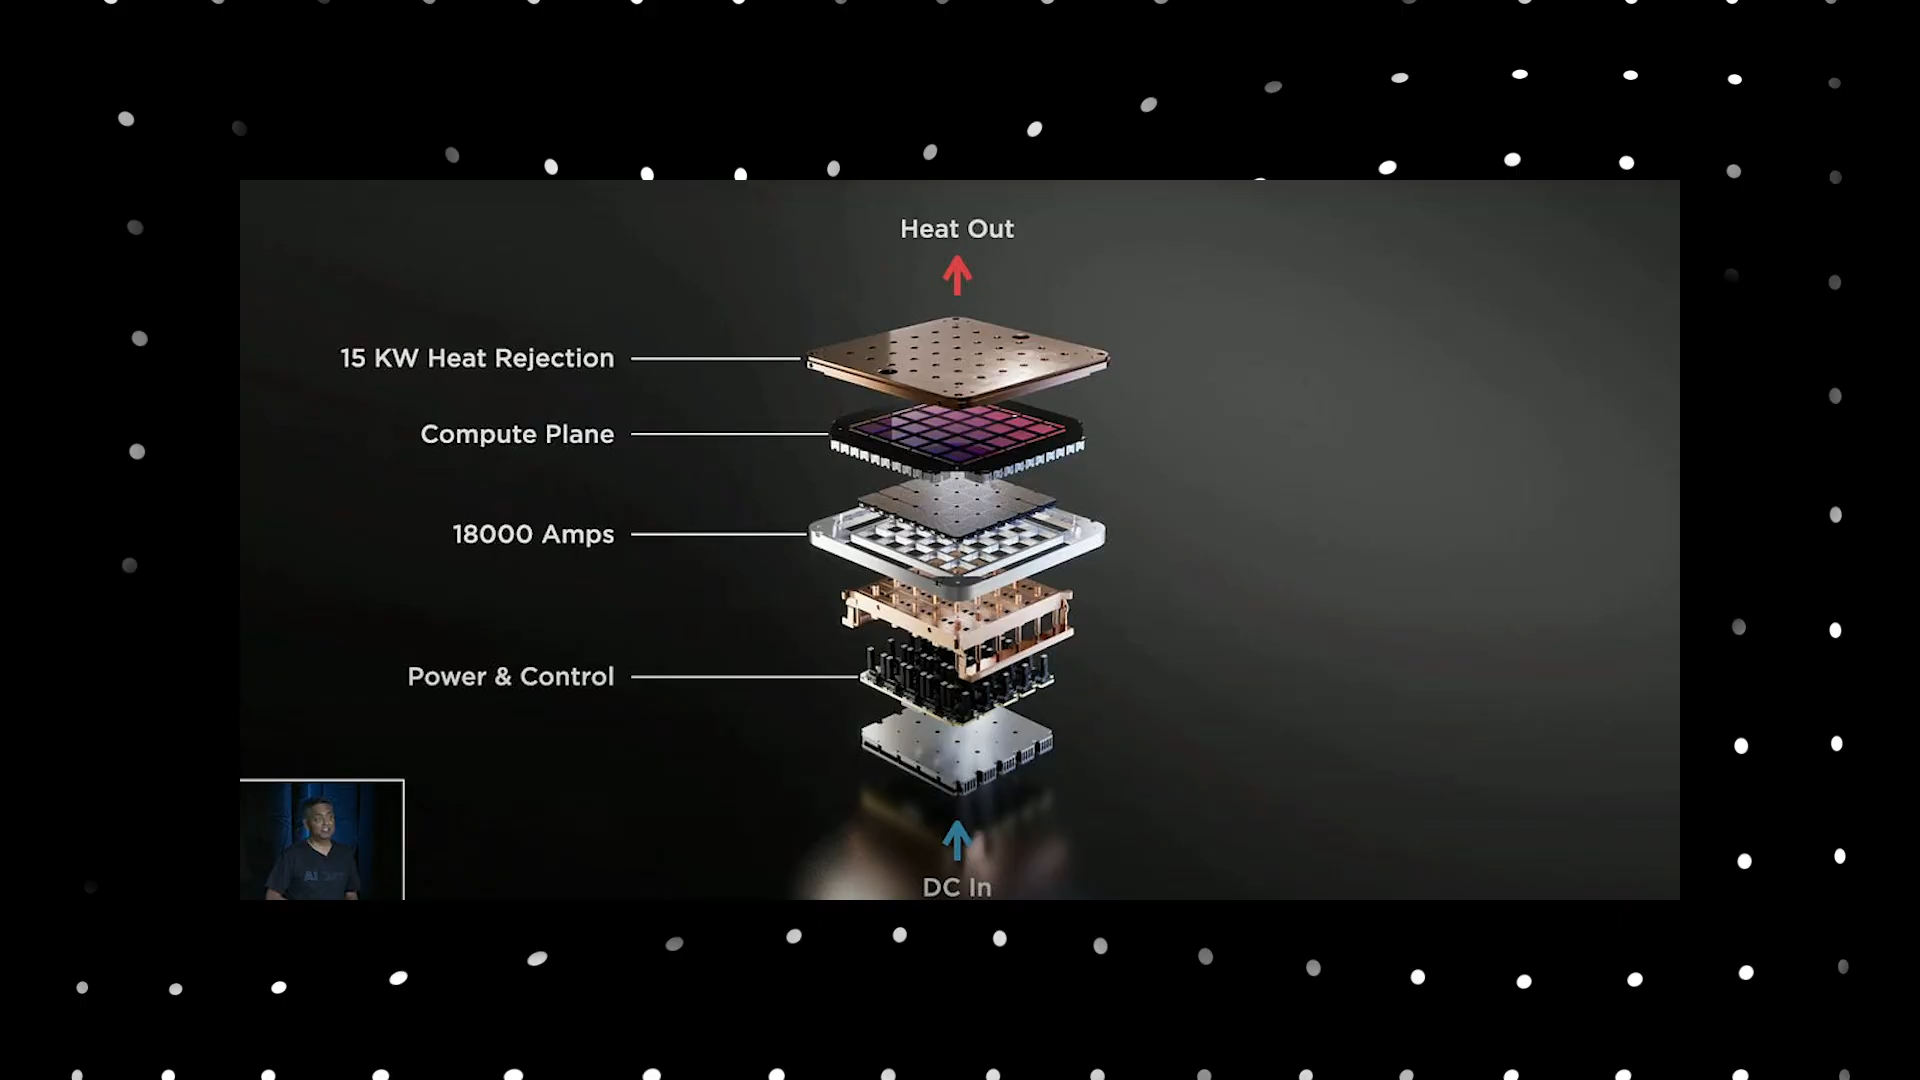 Heat Out
15 KW Heat Rejection
Compute Plane
18000 Amps
Power & Control
DC In